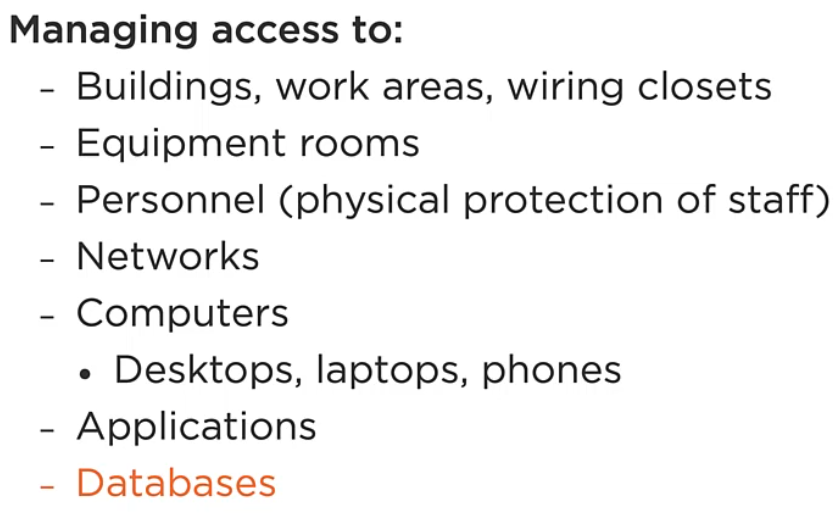 Managing access to:
– Buildings, work areas, wiring closets
– Equipment rooms
– Personnel (physical protection of staff)
– Networks
– Computers
• Desktops, laptops, phones
– Applications
– Databases